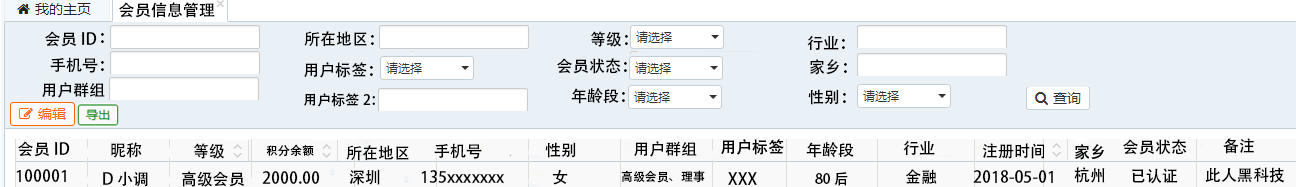 我的主页 会员信息管理
会员 ID: 所在地区: 等级: 请选择 行业:
手机号: 用户标签: 请选择 会员状态: 请选择 家乡:
用户群组 用户标签 2: 年龄段: 请选择 性别: 请选择 查询
编辑 导出
会员 ID 昵称 等级 积分余额 所在地区 手机号 性别 用户群组 用户标签 年龄段 行业 注册时间 家乡 会员状态 备注
100001 D 小调 高级会员 2000.00 深圳 135xxxxxxx 女 高级会员、理事 XXX 80 后 金融 2018-05-01 杭州 已认证 此人黑科技